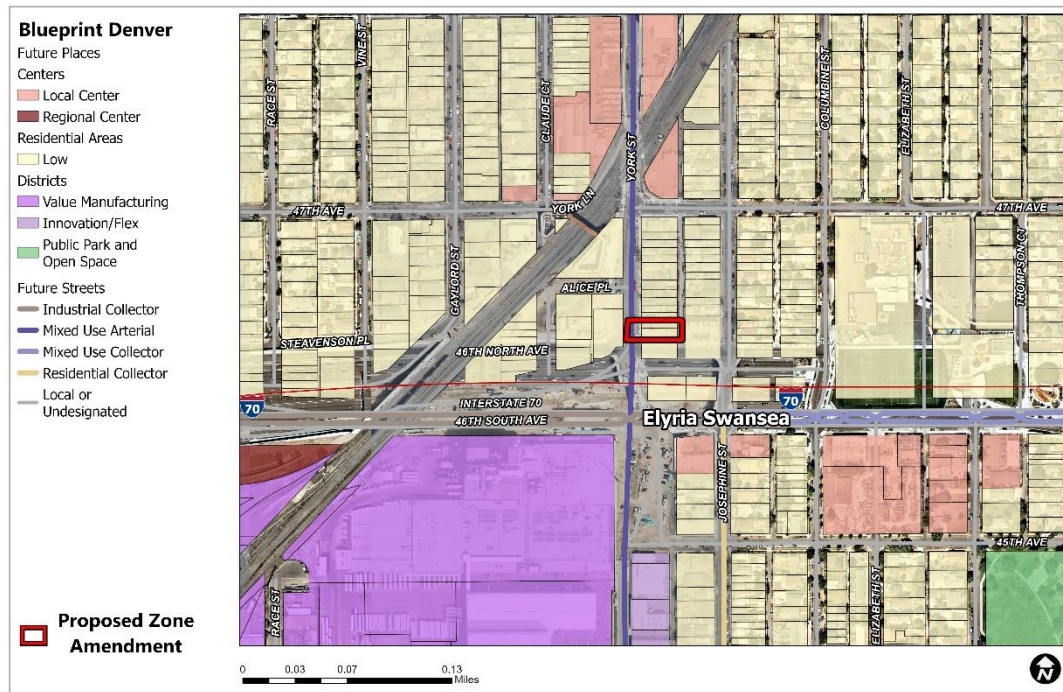 Blueprint Denver
Future Places
Centers
Local Center
Regional Center
Residential Areas
Low
Districts
Value Manufacturing
Innovation/Flex
Public Park and
Open Space
Future Streets
Industrial Collector
Mixed Use Arterial
Mixed Use Collector
Residential Collector
Local or
Undesignated
Proposed Zone
Amendment
RACE ST
VINE ST
CLAUDE CT
YORK ST
COLUMBINE ST
ELIZABETH ST
47TH AVE
YORK LN
47TH AVE
GAYLORD ST
ALICE PL
THOMPSON CT
STEAVENSON PL
46TH NORTH AVE
70
INTERSTATE 70
70
46TH SOUTH AVE
Elyria Swansea
JOSEPHINE ST
45TH AVE
RACE ST
ELIZABETH ST
0 0.03 0.07 0.13
Miles
N